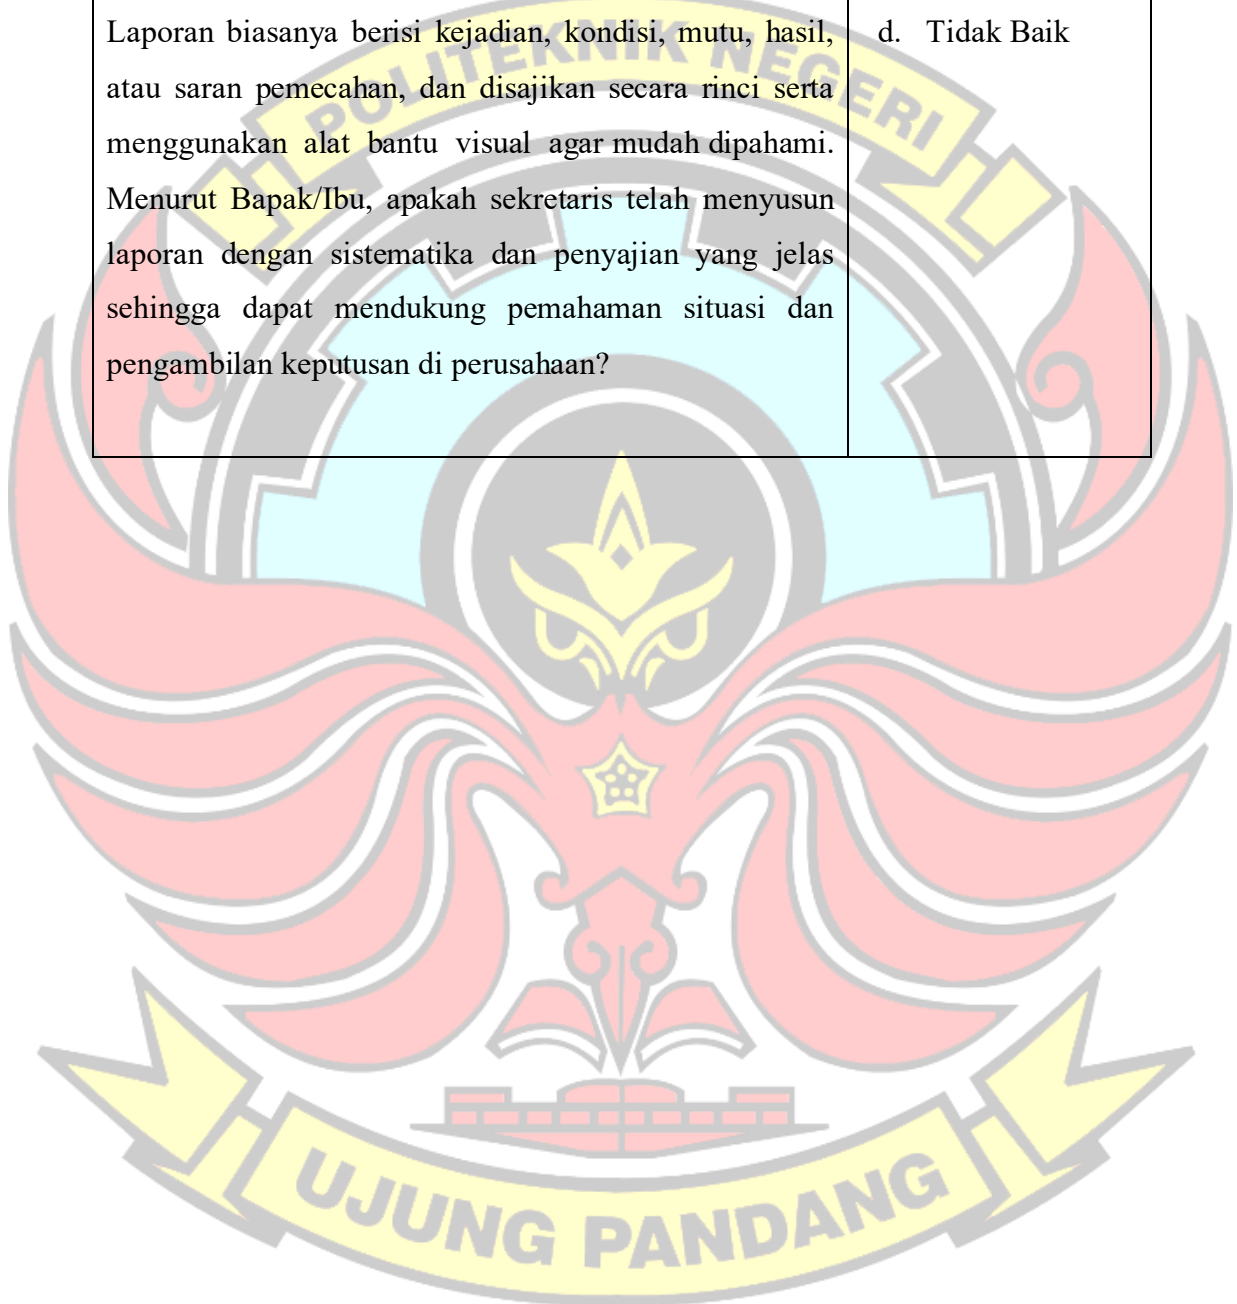 Laporan biasanya berisi kejadian, kondisi, mutu, hasil,
atau saran pemecahan, dan disajikan secara rinci serta
menggunakan alat bantu visual agar mudah dipahami.
Menurut Bapak/Ibu, apakah sekretaris telah menyusun
laporan dengan sistematika dan penyajian yang jelas
sehingga dapat mendukung pemahaman situasi dan
pengambilan keputusan di perusahaan?
d. Tidak Baik
POLITEKNIK NEGERI
UJUNG PANDANG